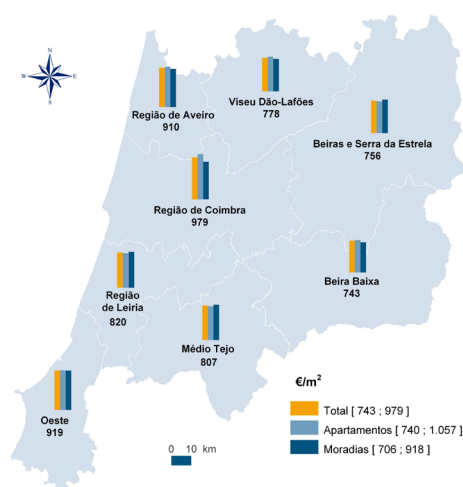 N
W
E
S
Região de Aveiro
910
Viseu Dão-Lafões
778
Beiras e Serra da Estrela
756
Região de Coimbra
979
Beira Baixa
743
Região
de Leiria
820
Médio Tejo
807
Oeste
919
€/m²
Total [ 743 ; 979 ]
Apartamentos [ 740 ; 1.057 ]
Moradias [ 706 ; 918 ]
0 10 km